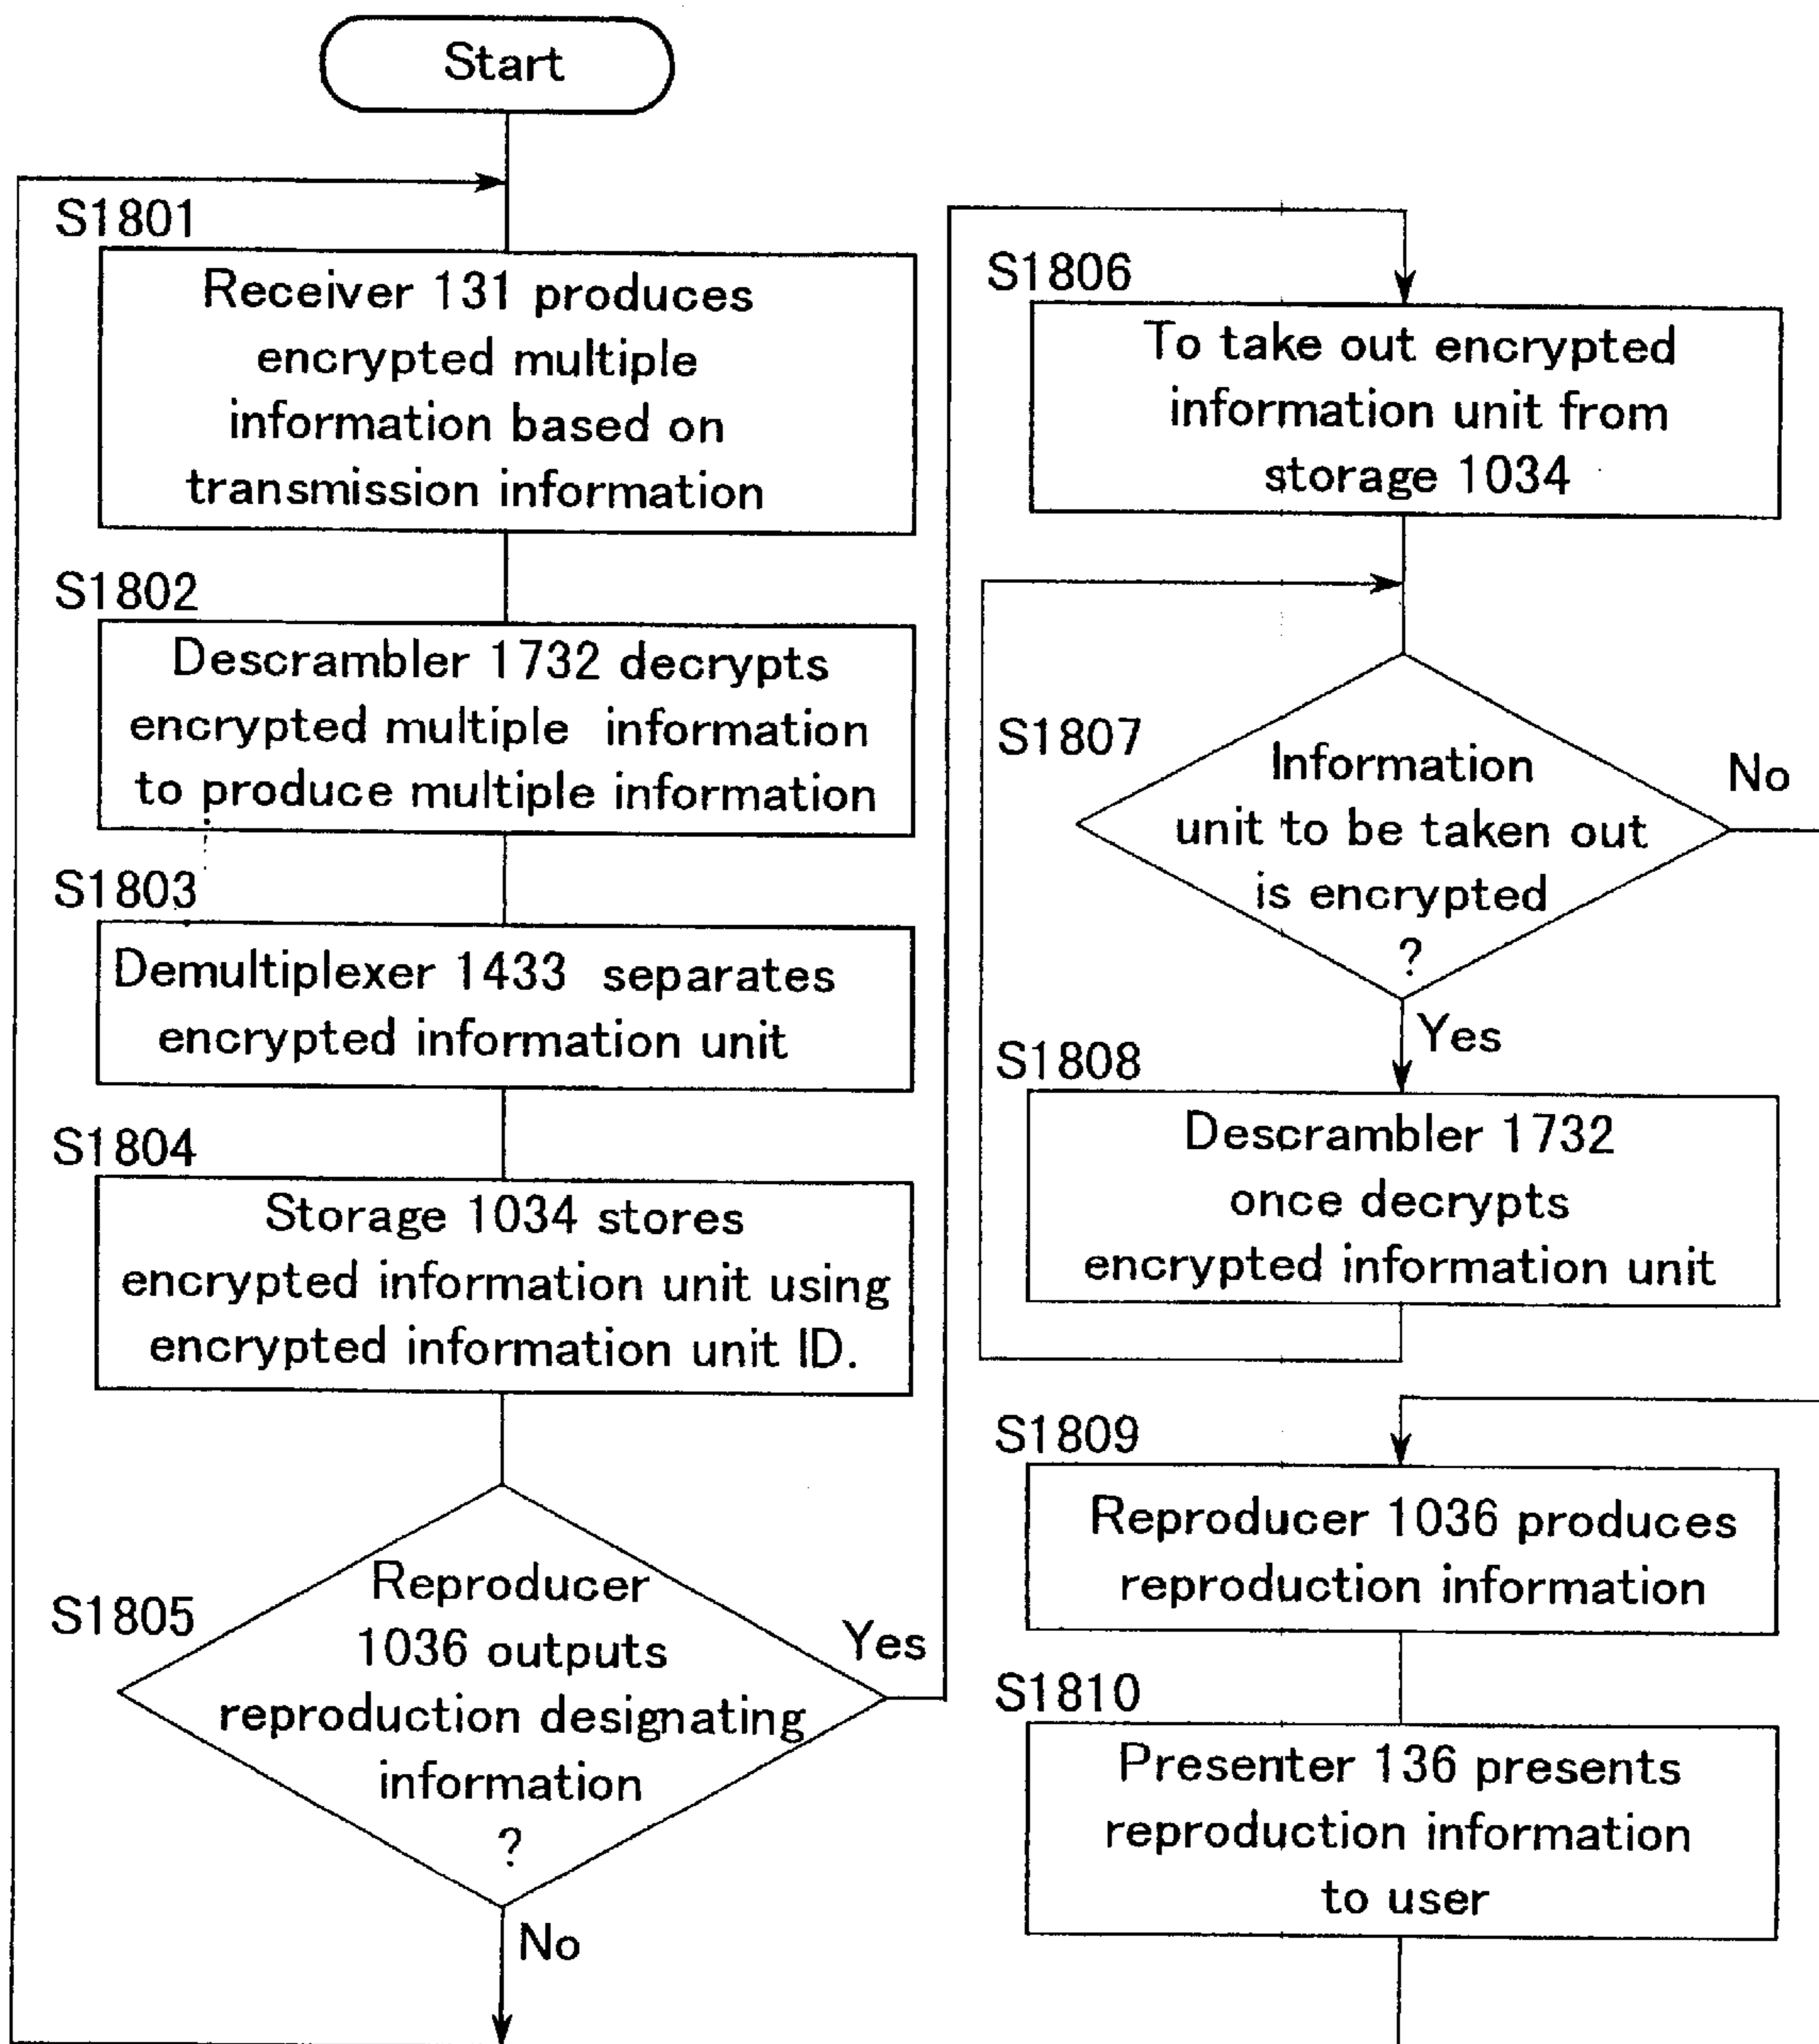 Start
S1801
Receiver 131 produces
encrypted multiple
information based on
transmission information
S1802
Descrambler 1732 decrypts
encrypted multiple information
to produce multiple information
S1803
Demultiplexer 1433 separates
encrypted information unit
S1804
Storage 1034 stores
encrypted information unit using
encrypted information unit ID.
S1805
Reproducer
1036 outputs
reproduction designating
information
?
Yes
No
S1806
To take out encrypted
information unit from
storage 1034
S1807
Information
unit to be taken out
is encrypted
?
No
Yes
S1808
Descrambler 1732
once decrypts
encrypted information unit
S1809
Reproducer 1036 produces
reproduction information
S1810
Presenter 136 presents
reproduction information
to user